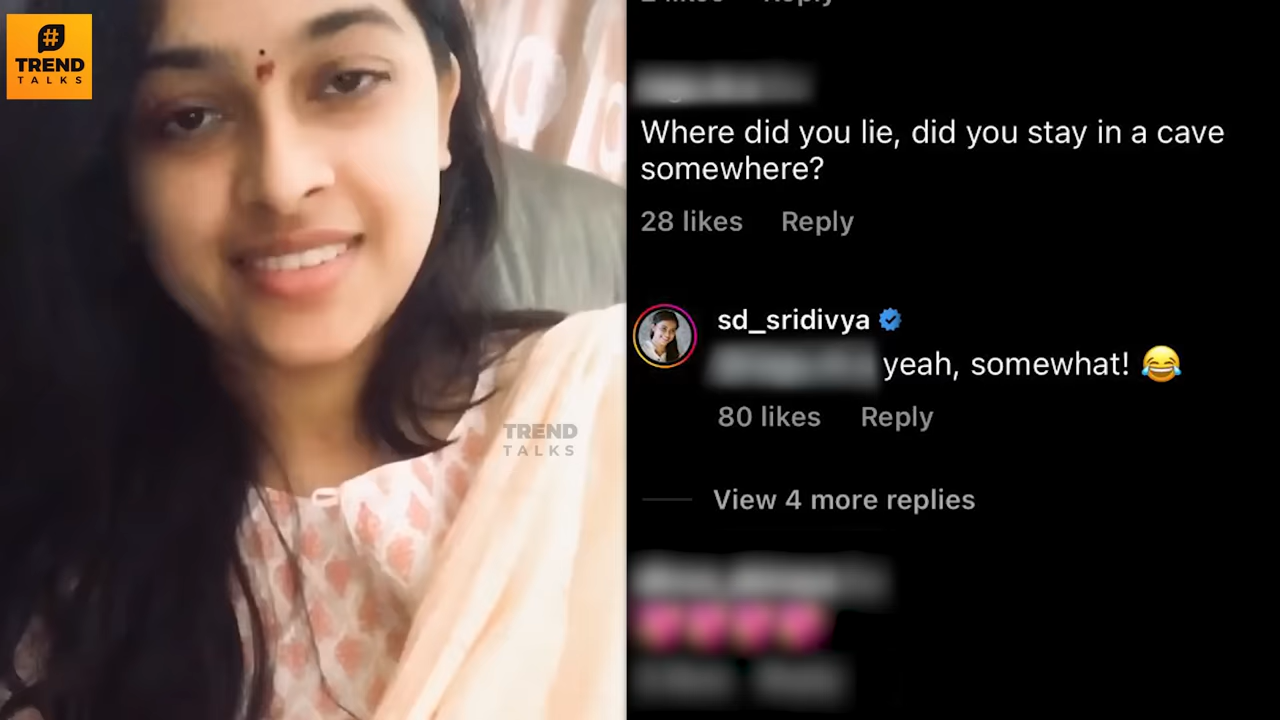 #
TREND
TALKS
TREND
TALKS
Reply
Where did you lie, did you stay in a cave
somewhere?
28 likes Reply
sd_sridivya
yeah, somewhat! 😂
80 likes Reply
View 4 more replies